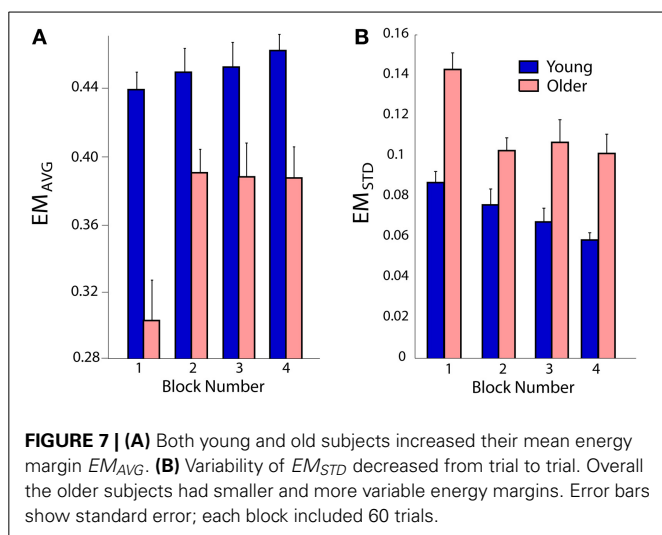 A
EM_AVG
0.44
0.40
0.36
0.32
0.28
1 2 3 4
Block Number
B
EM_STD
0.16
0.14
0.12
0.1
0.08
0.06
0.04
0.02
0
Young
Older
1 2 3 4
Block Number
FIGURE 7 | (A) Both young and old subjects increased their mean energy
margin EM_AVG. (B) Variability of EM_STD decreased from trial to trial. Overall
the older subjects had smaller and more variable energy margins. Error bars
show standard error; each block included 60 trials.